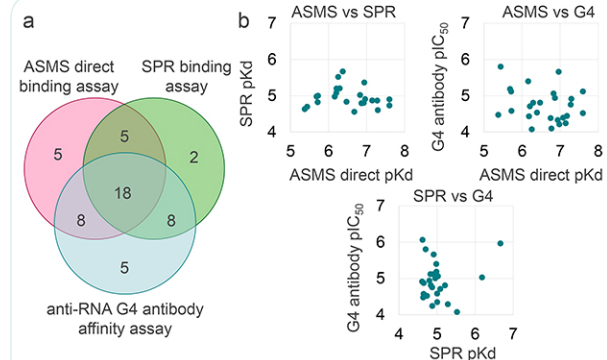 a
ASMS direct
binding assay
SPR binding
assay
5
5
2
18
8
8
5
anti-RNA G4 antibody
affinity assay
b
ASMS vs SPR
7
6
5
4
3
SPR pKd
5
6
7
8
ASMS direct pKd
ASMS vs G4
7
6
5
4
G4 antibody pIC50
5
6
7
8
ASMS direct pKd
SPR vs G4
7
6
5
4
G4 antibody pIC50
4
5
6
7
SPR pKd